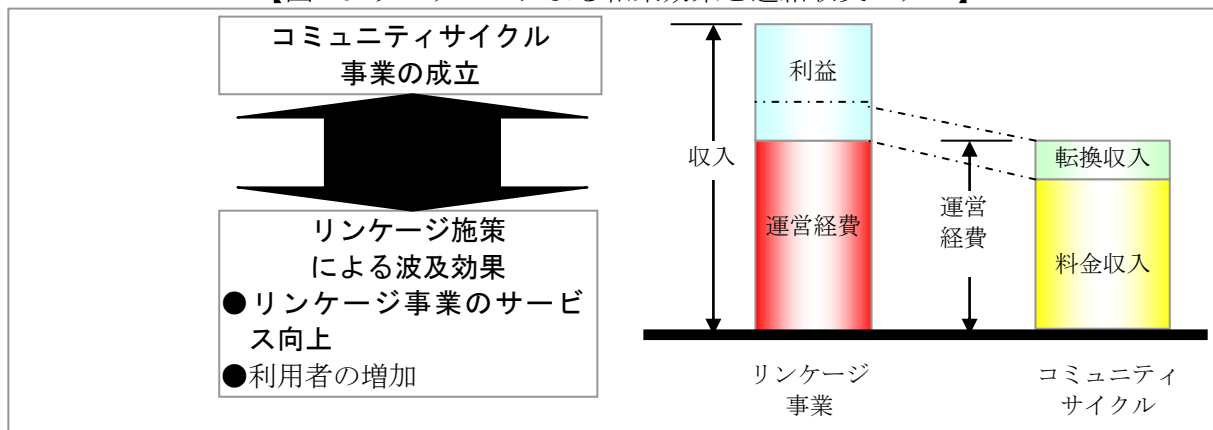 コミュニティサイクル
事業の成立
リンケージ施策
による波及効果
●リンケージ事業のサービ
ス向上
●利用者の増加
収入
利益
運営経費
運営
経費
転換収入
料金収入
リンケージ
事業
コミュニティ
サイクル